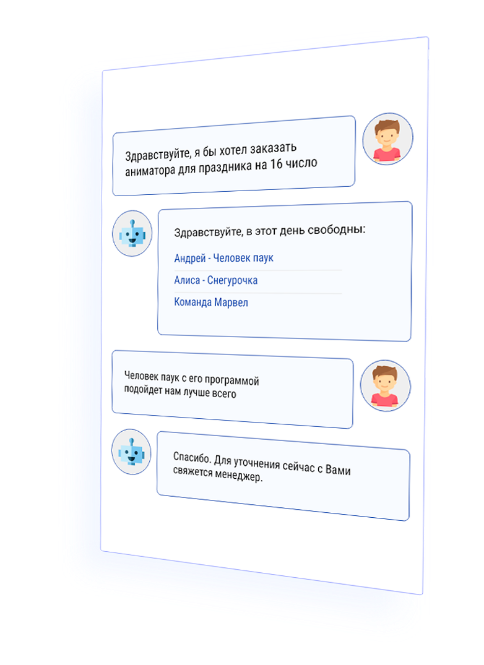 Здравствуйте, я бы хотел заказать
аниматора для праздника на 16 число
Здравствуйте, в этот день свободны:
Андрей - Человек паук
Алиса - Снегурочка
Команда Марвел
Человек паук с его программой
подойдет нам лучше всего
Спасибо. Для уточнения сейчас с Вами
свяжется менеджер.